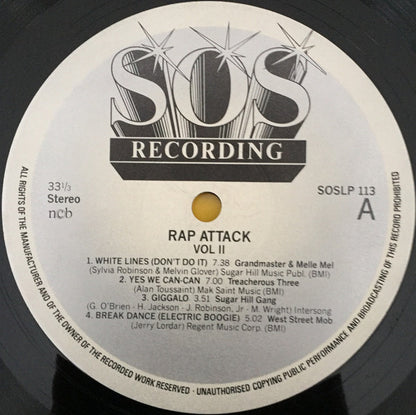 SOS
RECORDING
33 1/3
Stereo
ncb
SOSLP 113
A
RAP ATTACK
VOL II
1. WHITE LINES (DON'T DO IT) 7.38 Grandmaster & Melle Mel
(Sylvia Robinson & Melvin Glover) Sugar Hill Music Publ. (BMI)
2. YES WE CAN-CAN 7.00 Treacherous Three
(Alan Toussaint) Mak Saint Music (BMI)
3. GIGGALO 3.51 Sugar Hill Gang
(G. O'Brien - H. Jackson - J. Robinson, Jr - M. Wright) Intersong
4. BREAK DANCE (ELECTRIC BOOGIE) 5.02 West Street Mob
(Jerry Lordar) Regent Music Corp. (BMI)
ALL RIGHTS OF THE MANUFACTURER AND OF THE OWNER OF THE RECORDED WORK RESERVED · UNAUTHORISED COPYING PUBLIC PERFORMANCE AND BROADCASTING OF THIS RECORD PROHIBITED